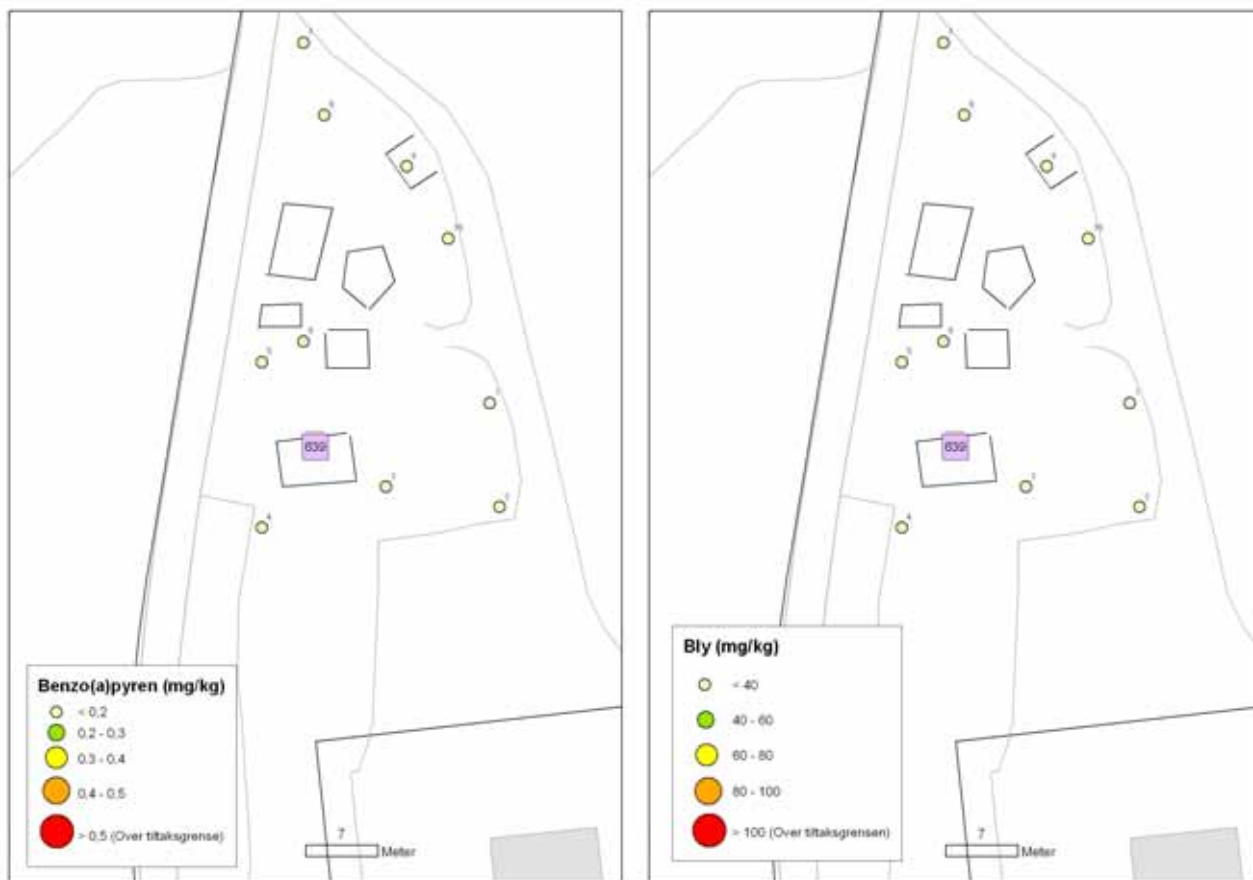 639
4
Benzo(a)pyren (mg/kg)
< 0,2
0,2 - 0,3
0,3 - 0,4
0,4 - 0,5
> 0,5 (Over tiltaksgrense)
7
Meter
639
4
Bly (mg/kg)
< 40
40 - 60
60 - 80
80 - 100
> 100 (Over tiltaksgrensen)
7
Meter